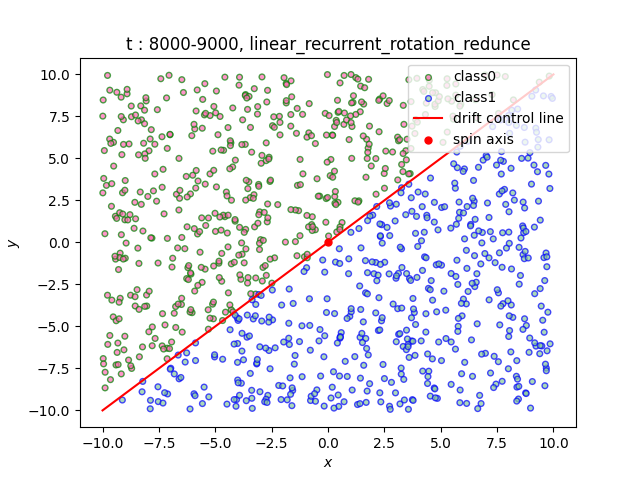 t : 8000-9000, linear_recurrent_rotation_redunce
class0
class1
drift control line
spin axis
10.0
7.5
5.0
2.5
0.0
−2.5
−5.0
−7.5
−10.0
y
−10.0 −7.5 −5.0 −2.5 0.0 2.5 5.0 7.5 10.0
x